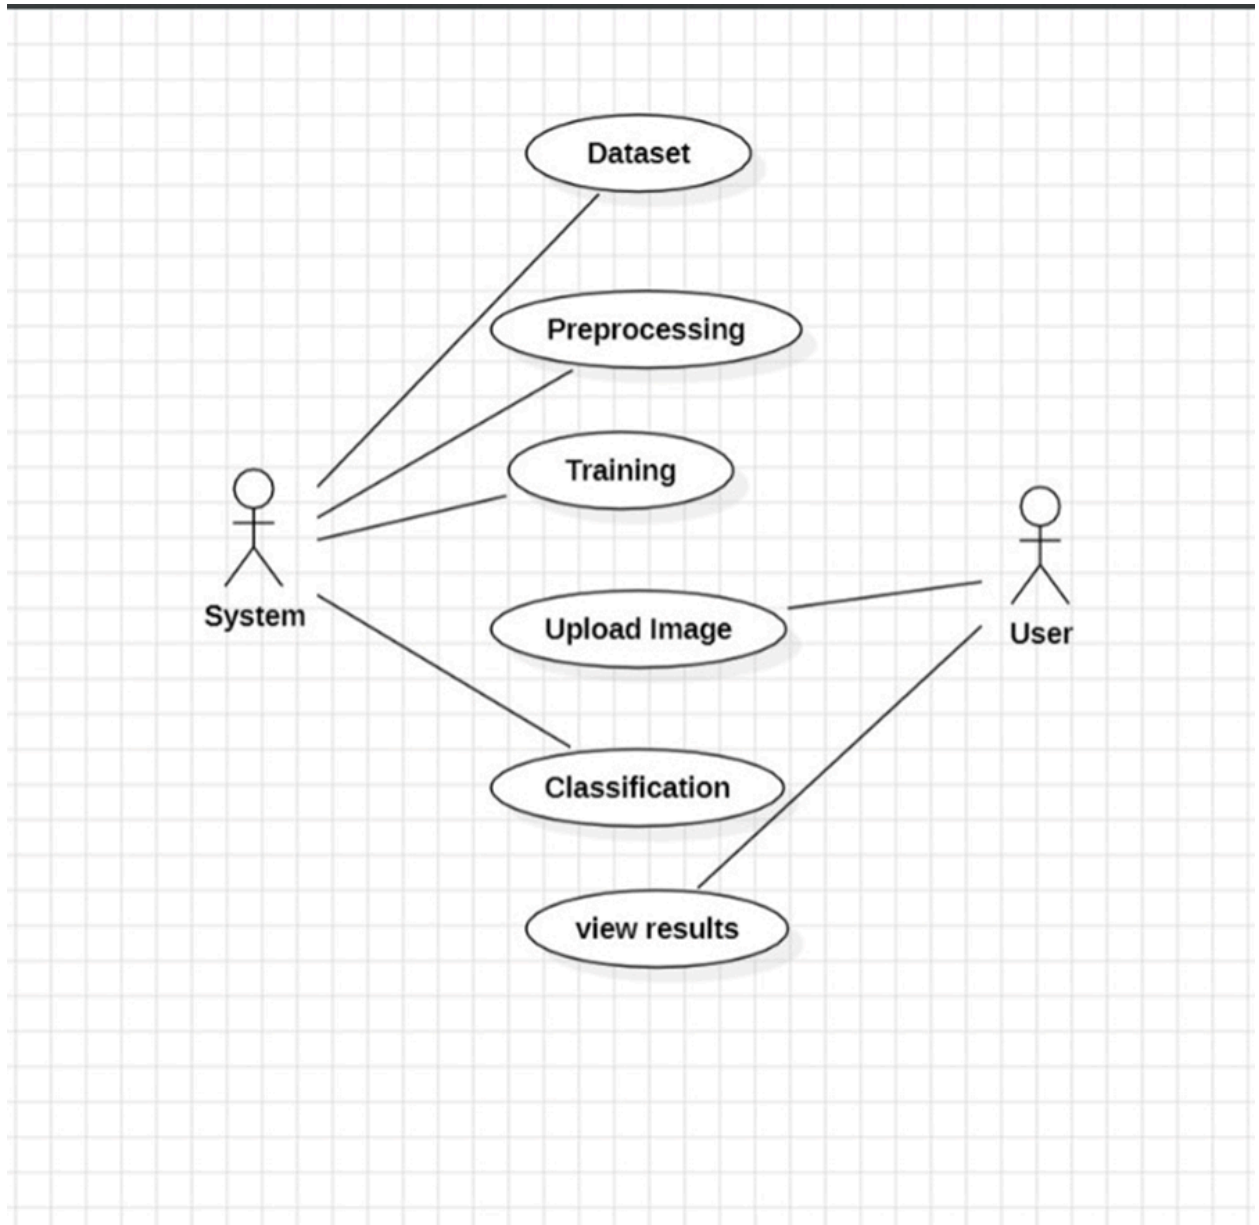 Dataset
Preprocessing
Training
System
Upload Image
User
Classification
view results